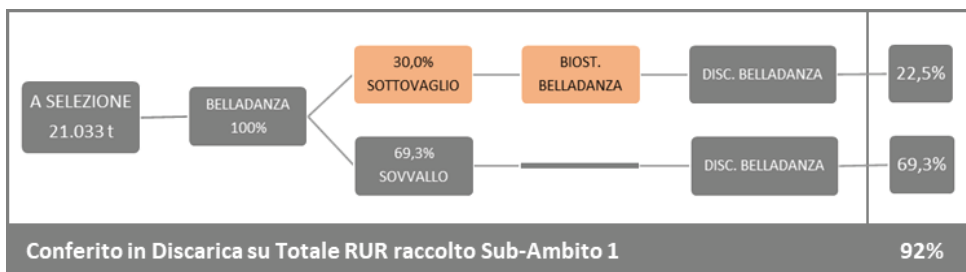 A SELEZIONE
21.033 t
BELLADANZA
100%
30,0%
SOTTOVAGLIO
BIOST.
BELLADANZA
DISC. BELLADANZA
22,5%
69,3%
SOVVALLO
DISC. BELLADANZA
69,3%
Conferito in Discarica su Totale RUR raccolto Sub-Ambito 1 92%